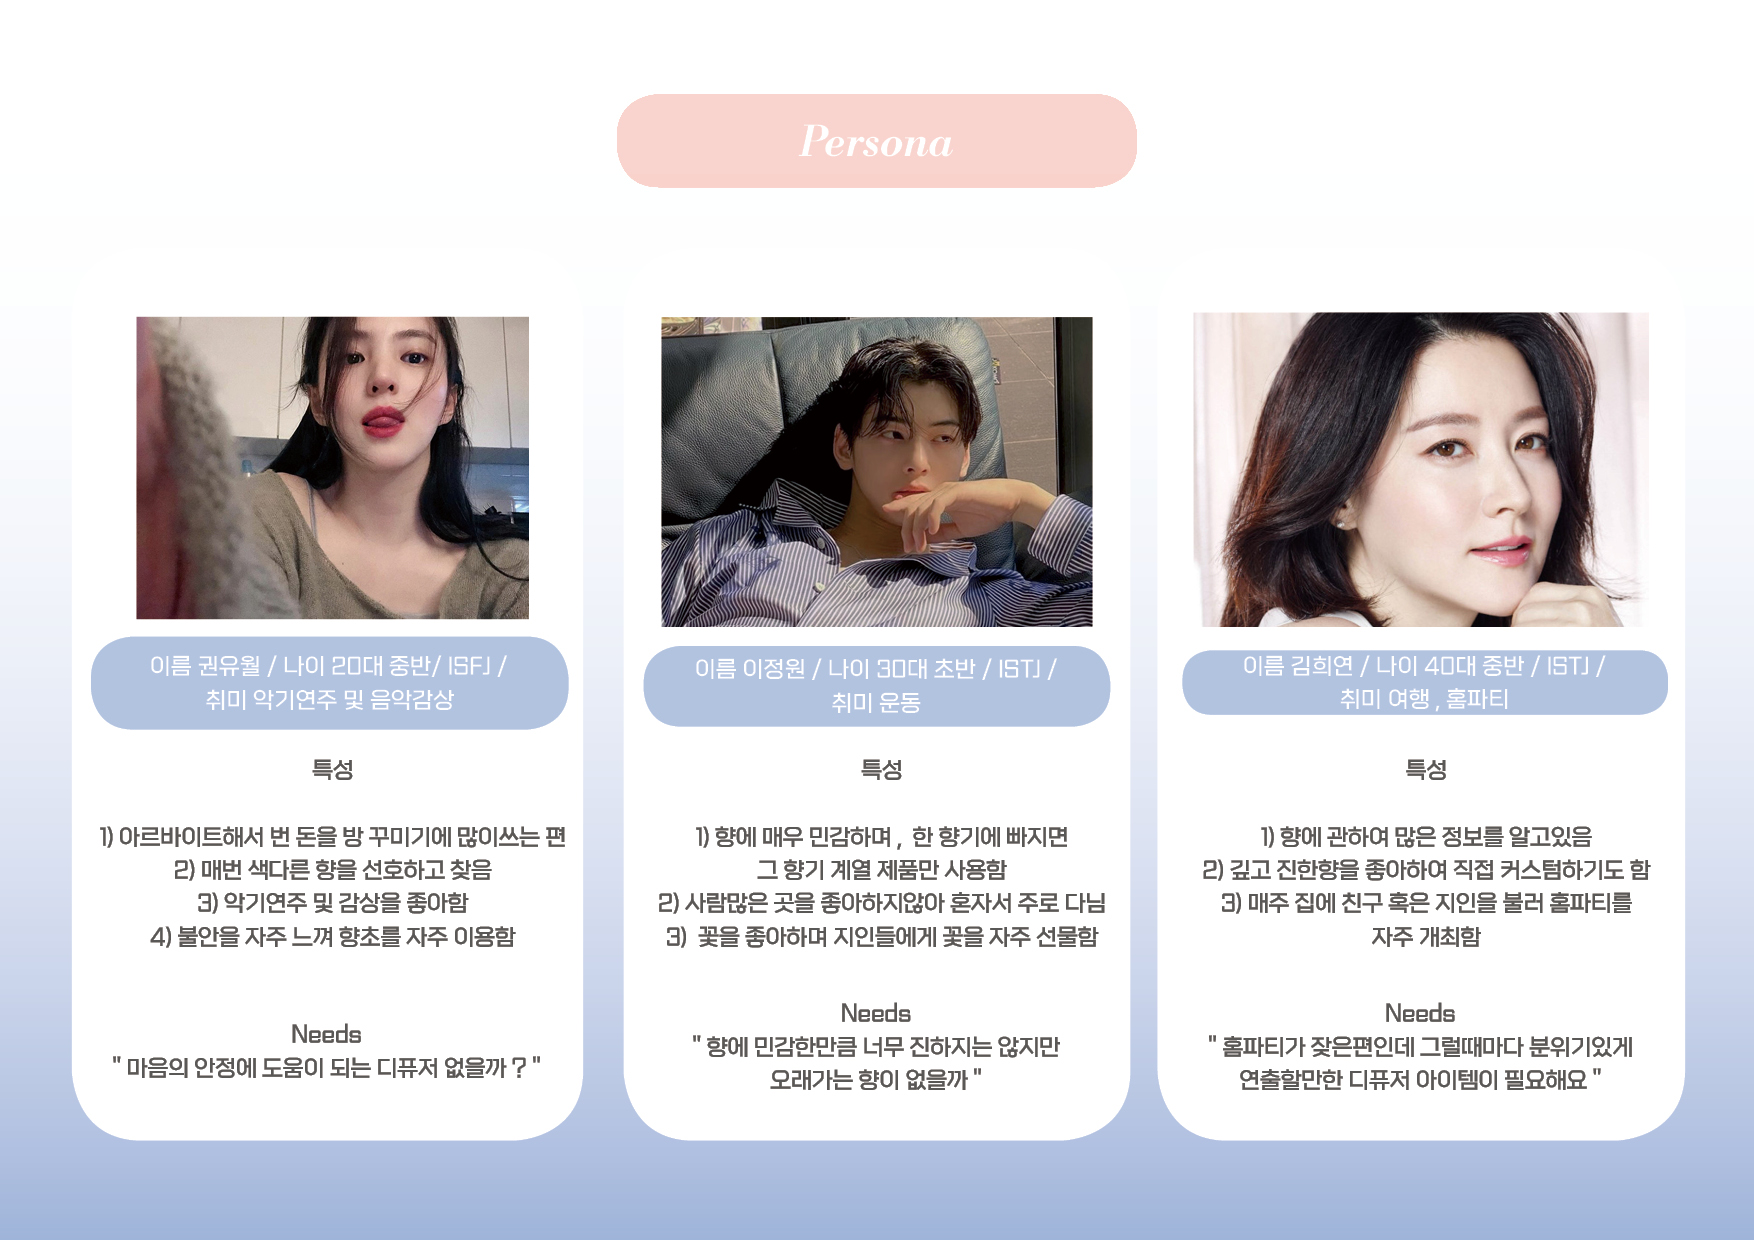 Persona
이름 권유월 / 나이 20대 중반/ ISFJ /
취미 악기연주 및 음악감상
특성
1) 아르바이트해서 번 돈을 방 꾸미기에 많이쓰는 편
2) 매번 색다른 향을 선호하고 찾음
3) 악기연주 및 감상을 좋아함
4) 불안을 자주 느껴 향초를 자주 이용함
Needs
" 마음의 안정에 도움이 되는 디퓨저 없을까 ? "
이름 이정원 / 나이 30대 초반 / ISTJ /
취미 운동
특성
1) 향에 매우 민감하며 , 한 향기에 빠지면
그 향기 계열 제품만 사용함
2) 사람많은 곳을 좋아하지않아 혼자서 주로 다님
3) 꽃을 좋아하며 지인들에게 꽃을 자주 선물함
Needs
" 향에 민감한만큼 너무 진하지는 않지만
오래가는 향이 없을까 "
이름 김희연 / 나이 40대 중반 / ISTJ /
취미 여행 , 홈파티
특성
1) 향에 관하여 많은 정보를 알고있음
2) 깊고 진한향을 좋아하여 직접 커스텀하기도 함
3) 매주 집에 친구 혹은 지인을 불러 홈파티를
자주 개최함
Needs
" 홈파티가 잦은편인데 그럴때마다 분위기있게
연출할만한 디퓨저 아이템이 필요해요 "